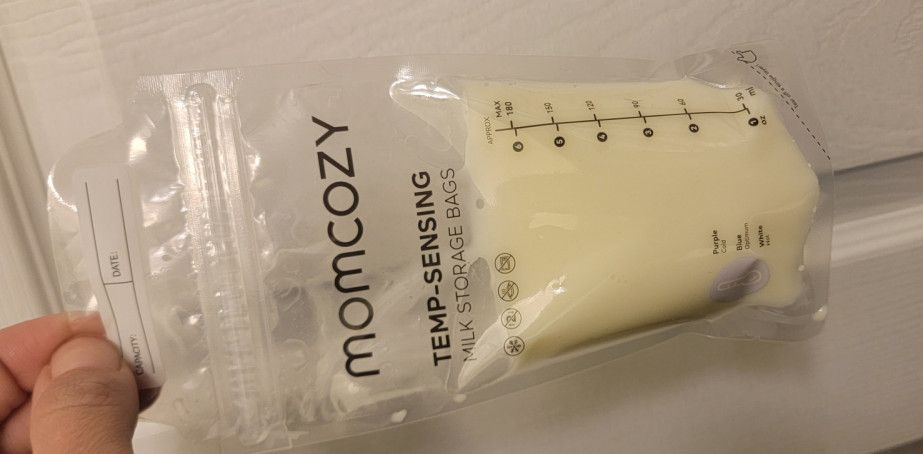 DATE:
CAPACITY:
momcozy
TEMP-SENSING
MILK STORAGE BAGS
APPROX
MAX
180
150
120
90
60
30
ml
6
5
4
3
2
1
oz
Purple
Cold
Blue
Optimum
White
Hot